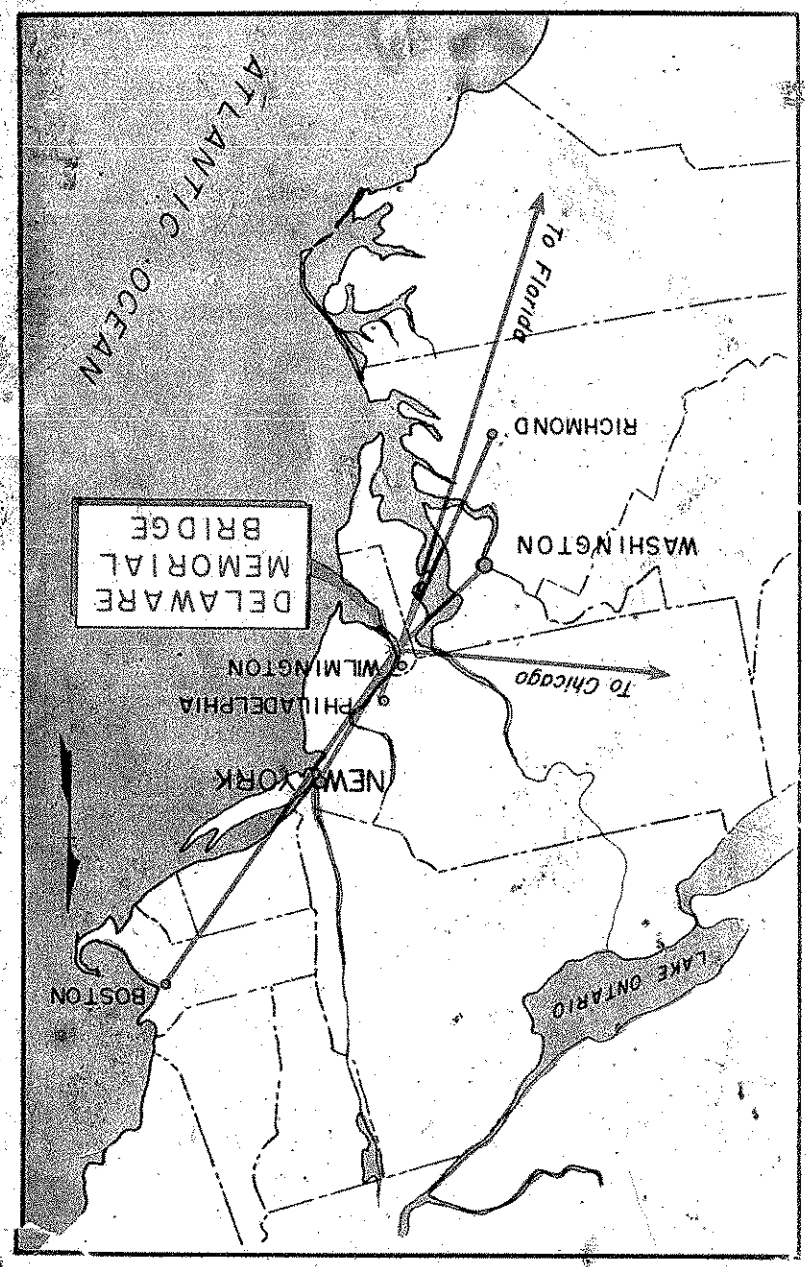 LAKE ONTARIO
BOSTON
NEW YORK
PHILADELPHIA
WILMINGTON
To Chicago
DELAWARE
MEMORIAL
BRIDGE
WASHINGTON
RICHMOND
To Florida
ATLANTIC OCEAN